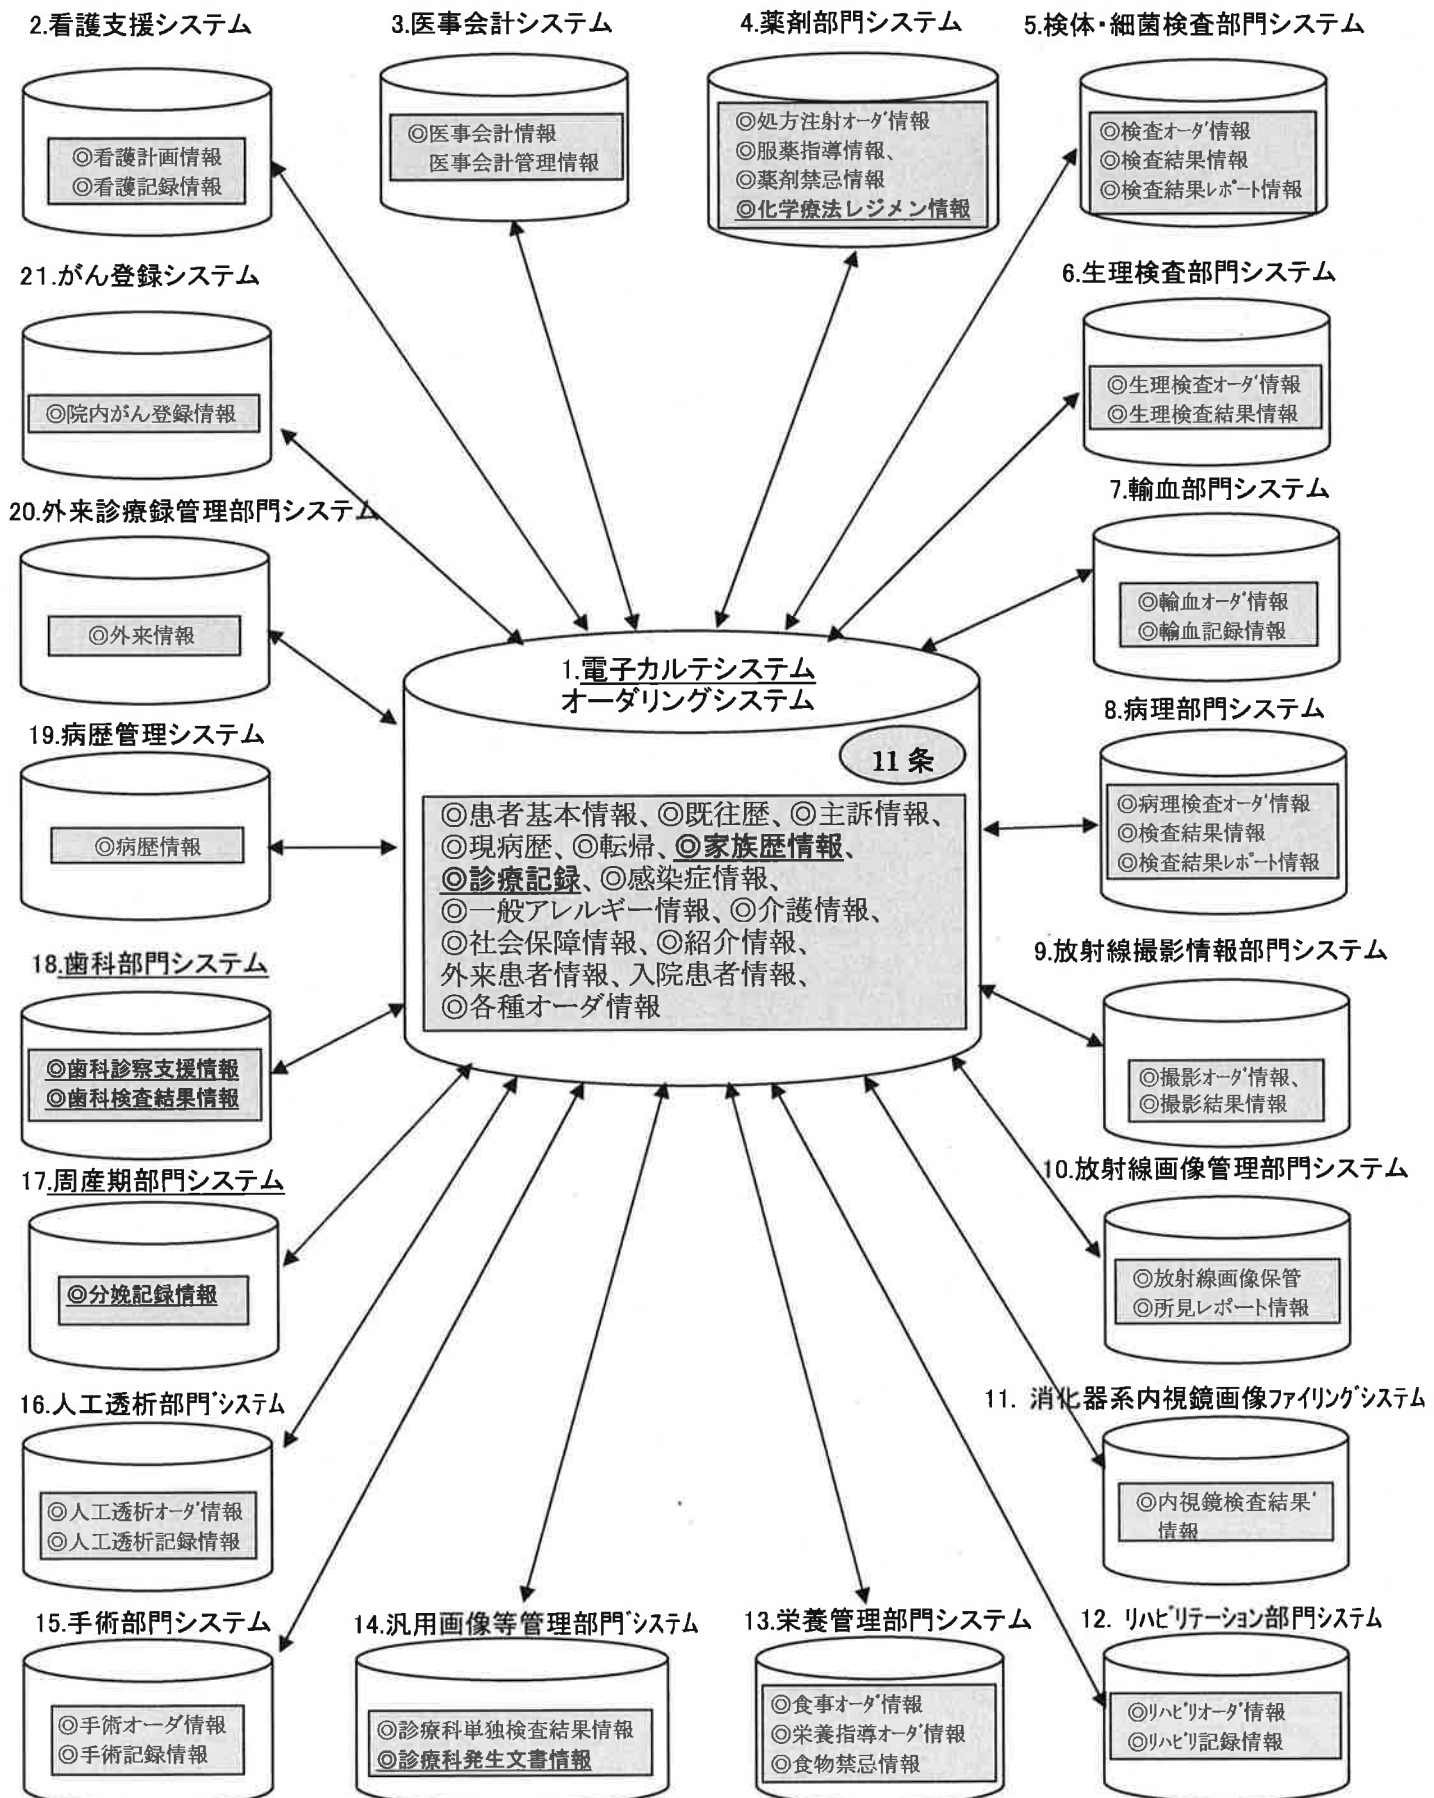 2.看護支援システム
◎看護計画情報
◎看護記録情報
3.医事会計システム
◎医事会計情報
医事会計管理情報
4.薬剤部門システム
◎処方注射オーダ情報
◎服薬指導情報、
◎薬剤禁忌情報
◎化学療法レジメン情報
5.検体・細菌検査部門システム
◎検査オーダ情報
◎検査結果情報
◎検査結果レポート情報
21.がん登録システム
◎院内がん登録情報
6.生理検査部門システム
◎生理検査オーダ情報
◎生理検査結果情報
20.外来診療録管理部門システム
◎外来情報
7.輸血部門システム
◎輸血オーダ情報
◎輸血記録情報
1.電子カルテシステム
オーダリングシステム
11 条
◎患者基本情報、◎既往歴、◎主訴情報、
◎現病歴、◎転帰、◎家族歴情報、
◎診療記録、◎感染症情報、
◎一般アレルギー情報、◎介護情報、
◎社会保障情報、◎紹介情報、
外来患者情報、入院患者情報、
◎各種オーダ情報
19.病歴管理システム
◎病歴情報
8.病理部門システム
◎病理検査オーダ情報
◎検査結果情報
◎検査結果レポート情報
18.歯科部門システム
◎歯科診察支援情報
◎歯科検査結果情報
9.放射線撮影情報部門システム
◎撮影オーダ情報、
◎撮影結果情報
17.周産期部門システム
◎分娩記録情報
10.放射線画像管理部門システム
◎放射線画像保管
◎所見レポート情報
16.人工透析部門システム
◎人工透析オーダ情報
◎人工透析記録情報
11. 消化器系内視鏡画像ファイリングシステム
◎内視鏡検査結果
情報
15.手術部門システム
◎手術オーダ情報
◎手術記録情報
14.汎用画像等管理部門システム
◎診療科単独検査結果情報
◎診療科発生文書情報
13.栄養管理部門システム
◎食事オーダ情報
◎栄養指導オーダ情報
◎食物禁忌情報
12. リハビリテーション部門システム
◎リハビリオーダ情報
◎リハビリ記録情報